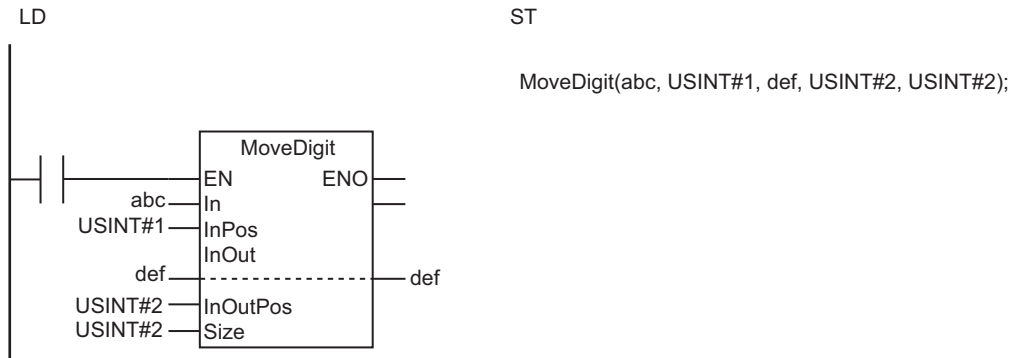 LD
ST
MoveDigit(abc, USINT#1, def, USINT#2, USINT#2);
MoveDigit
EN ENO
abc In
USINT#1 InPos
InOut
def def
USINT#2 InOutPos
USINT#2 Size